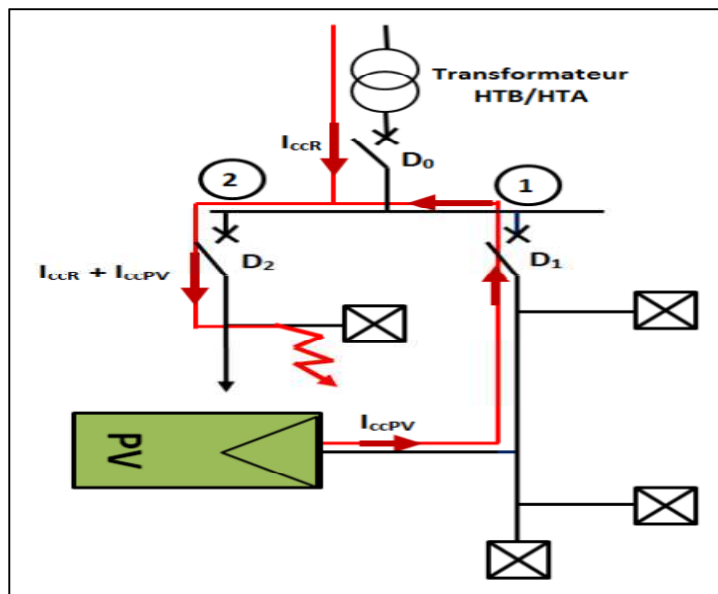 Transformateur
HTB/HTA
IccR
D0
2
1
D2
D1
IccR + IccPV
IccPV
PV